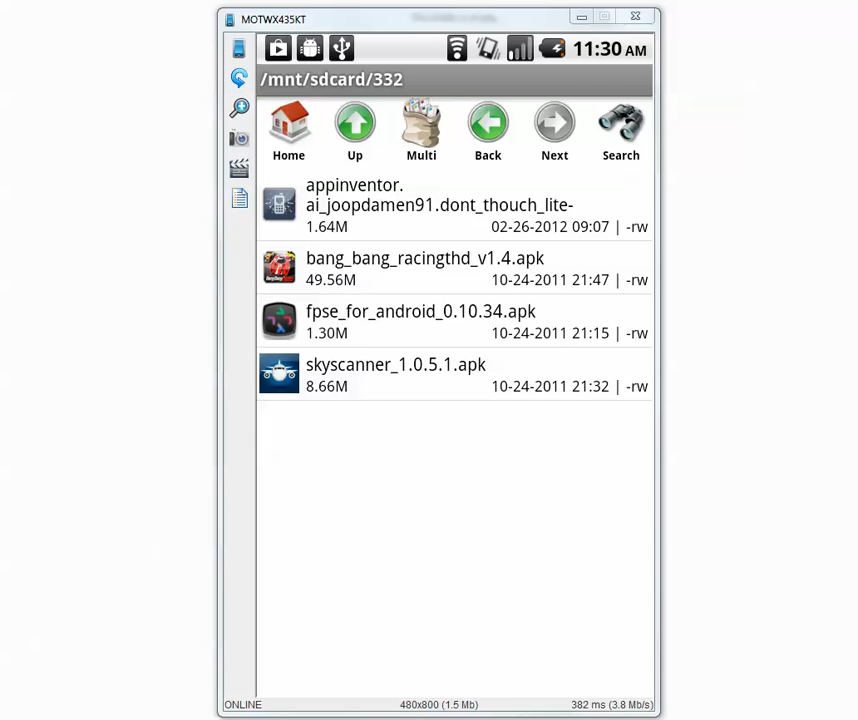 MOTWX435KT
11:30 AM
/mnt/sdcard/332
Home Up Multi Back Next Search
appinventor.
ai_joopdamen91.dont_thouch_lite-
1.64M 02-26-2012 09:07 | -rw
bang_bang_racingthd_v1.4.apk
49.56M 10-24-2011 21:47 | -rw
fpse_for_android_0.10.34.apk
1.30M 10-24-2011 21:15 | -rw
skyscanner_1.0.5.1.apk
8.66M 10-24-2011 21:32 | -rw
ONLINE 480x800 (1.5 Mb) 382 ms (3.8 Mb/s)